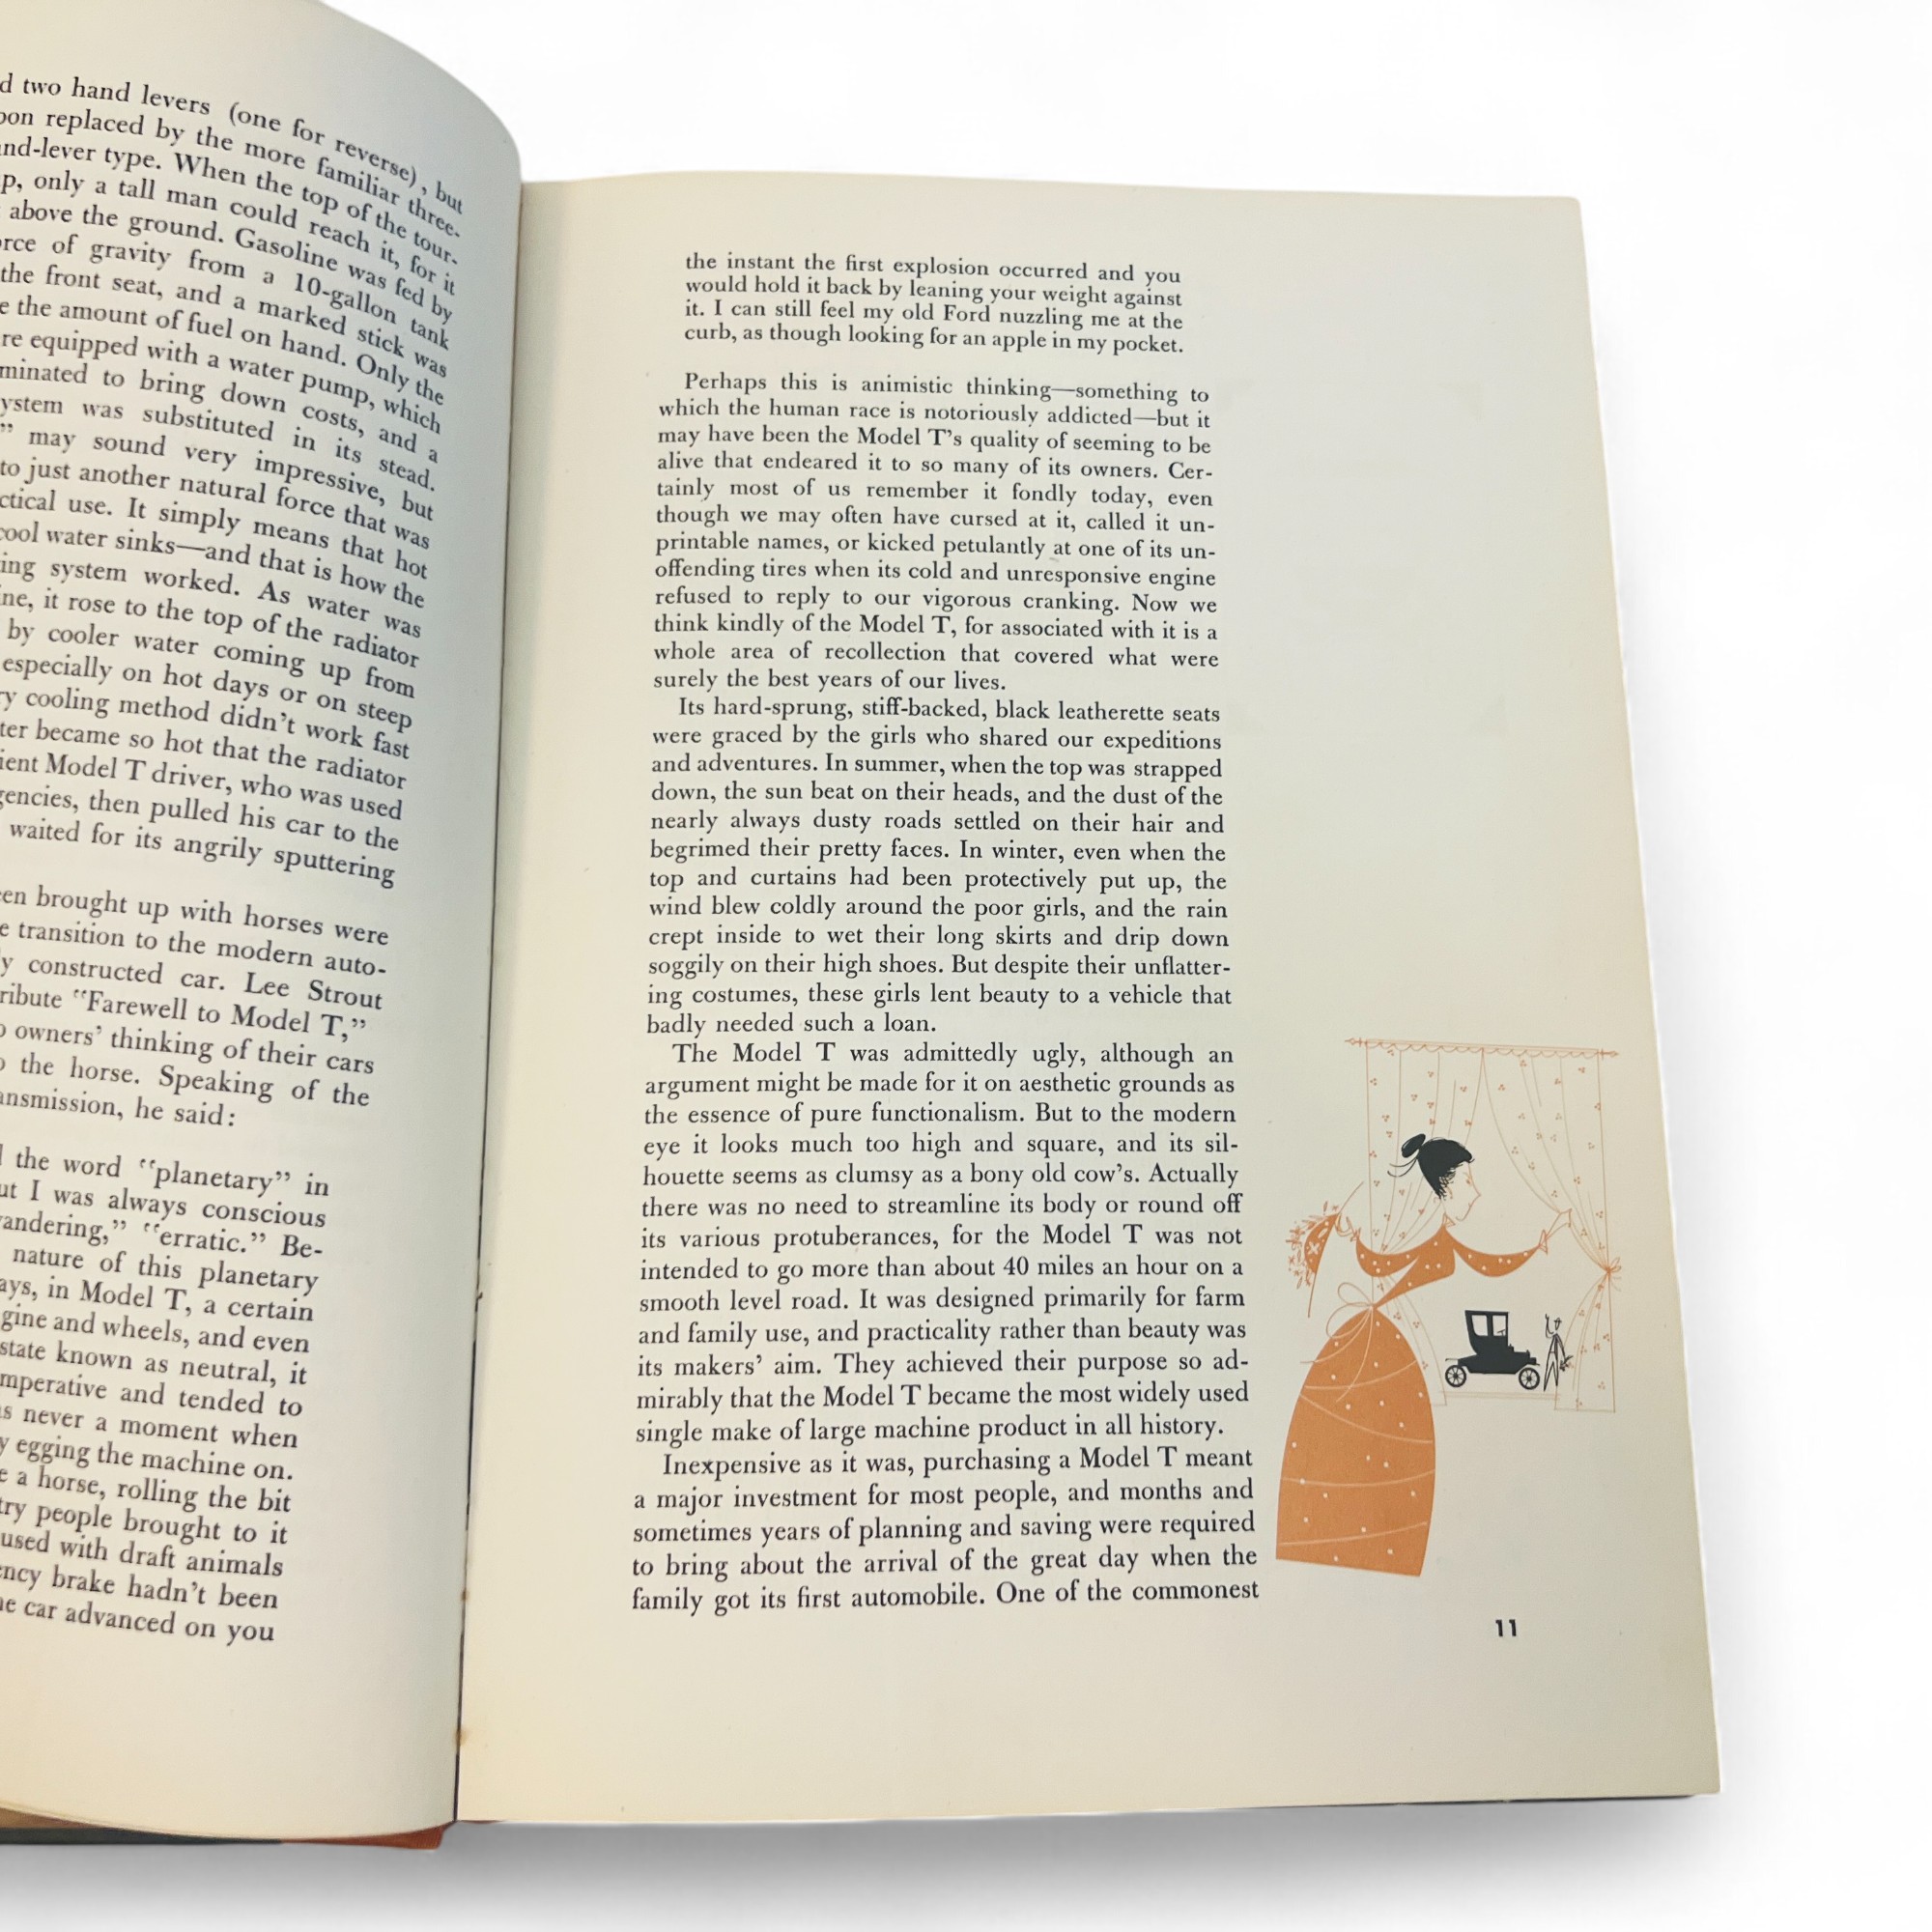 d two hand levers (one for reverse), but
oon replaced by the more familiar three-
nd-lever type. When the top of the tour-
p, only a tall man could reach it, for it
above the ground. Gasoline was fed by
rce of gravity from a 10-gallon tank
the front seat, and a marked stick was
e the amount of fuel on hand. Only the
re equipped with a water pump, which
minated to bring down costs, and a
ystem was substituted in its stead.
” may sound very impressive, but
to just another natural force that was
ctical use. It simply means that hot
cool water sinks—and that is how the
ing system worked. As water was
ine, it rose to the top of the radiator
by cooler water coming up from
especially on hot days or on steep
ry cooling method didn’t work fast
ter became so hot that the radiator
ient Model T driver, who was used
gencies, then pulled his car to the
waited for its angrily sputtering
een brought up with horses were
e transition to the modern auto-
y constructed car. Lee Strout
ribute “Farewell to Model T,”
o owners’ thinking of their cars
o the horse. Speaking of the
ansmission, he said:
the word “planetary” in
ut I was always conscious
andering,” “erratic.” Be-
nature of this planetary
ays, in Model T, a certain
gine and wheels, and even
state known as neutral, it
mperative and tended to
s never a moment when
y egging the machine on.
e a horse, rolling the bit
try people brought to it
used with draft animals
ency brake hadn’t been
e car advanced on you
the instant the first explosion occurred and you
would hold it back by leaning your weight against
it. I can still feel my old Ford nuzzling me at the
curb, as though looking for an apple in my pocket.
Perhaps this is animistic thinking—something to
which the human race is notoriously addicted—but it
may have been the Model T’s quality of seeming to be
alive that endeared it to so many of its owners. Cer-
tainly most of us remember it fondly today, even
though we may often have cursed at it, called it un-
printable names, or kicked petulantly at one of its un-
offending tires when its cold and unresponsive engine
refused to reply to our vigorous cranking. Now we
think kindly of the Model T, for associated with it is a
whole area of recollection that covered what were
surely the best years of our lives.
Its hard-sprung, stiff-backed, black leatherette seats
were graced by the girls who shared our expeditions
and adventures. In summer, when the top was strapped
down, the sun beat on their heads, and the dust of the
nearly always dusty roads settled on their hair and
begrimed their pretty faces. In winter, even when the
top and curtains had been protectively put up, the
wind blew coldly around the poor girls, and the rain
crept inside to wet their long skirts and drip down
soggily on their high shoes. But despite their unflatter-
ing costumes, these girls lent beauty to a vehicle that
badly needed such a loan.
The Model T was admittedly ugly, although an
argument might be made for it on aesthetic grounds as
the essence of pure functionalism. But to the modern
eye it looks much too high and square, and its sil-
houette seems as clumsy as a bony old cow’s. Actually
there was no need to streamline its body or round off
its various protuberances, for the Model T was not
intended to go more than about 40 miles an hour on a
smooth level road. It was designed primarily for farm
and family use, and practicality rather than beauty was
its makers’ aim. They achieved their purpose so ad-
mirably that the Model T became the most widely used
single make of large machine product in all history.
Inexpensive as it was, purchasing a Model T meant
a major investment for most people, and months and
sometimes years of planning and saving were required
to bring about the arrival of the great day when the
family got its first automobile. One of the commonest
11